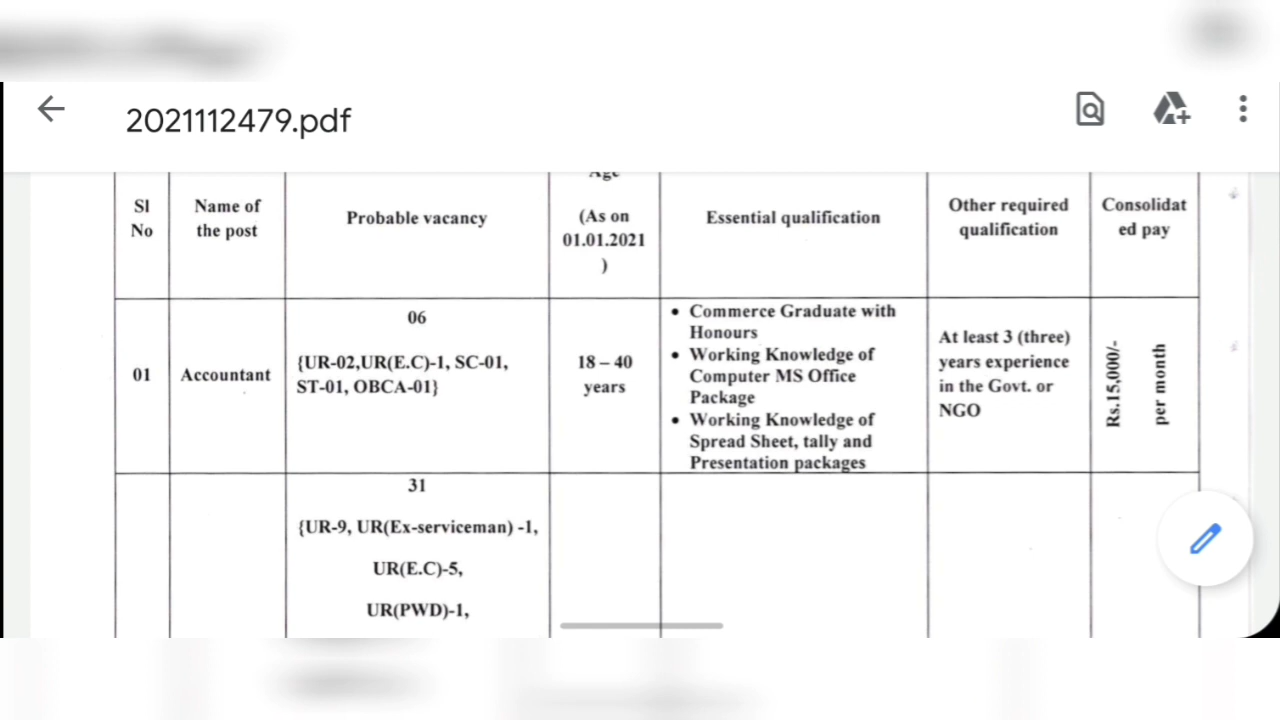 2021112479.pdf
Age
Sl
No
Name of
the post
Probable vacancy
(As on
01.01.2021
)
Essential qualification
Other required
qualification
Consolidat
ed pay
01
Accountant
06
{UR-02,UR(E.C)-1, SC-01,
ST-01, OBCA-01}
18 – 40
years
• Commerce Graduate with
Honours
• Working Knowledge of
Computer MS Office
Package
• Working Knowledge of
Spread Sheet, tally and
Presentation packages
At least 3 (three)
years experience
in the Govt. or
NGO
Rs.15,000/-
per month
31
{UR-9, UR(Ex-serviceman) -1,
UR(E.C)-5,
UR(PWD)-1,